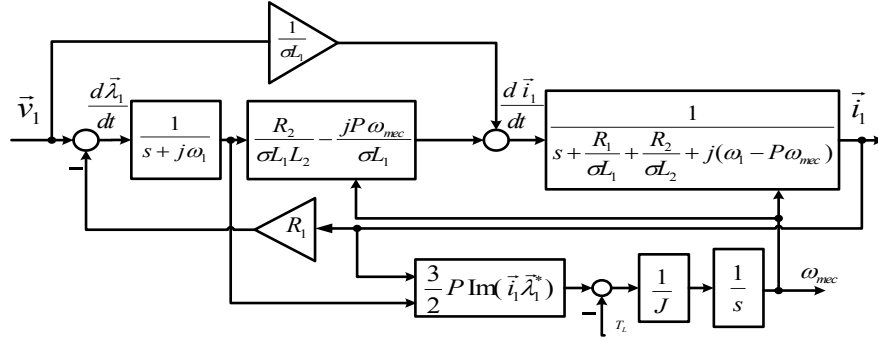 1/σL₁
v⃗₁
dλ⃗₁/dt
1/(s + jω₁)
R₂/(σL₁L₂) − jPω_mec/(σL₁)
d i⃗₁/dt
1/(s + R₁/(σL₁) + R₂/(σL₂) + j(ω₁ − Pω_mec))
i⃗₁
−
R₁
3/2 P Im(i⃗₁λ⃗₁*)
−
T_L
1/J
1/s
ω_mec